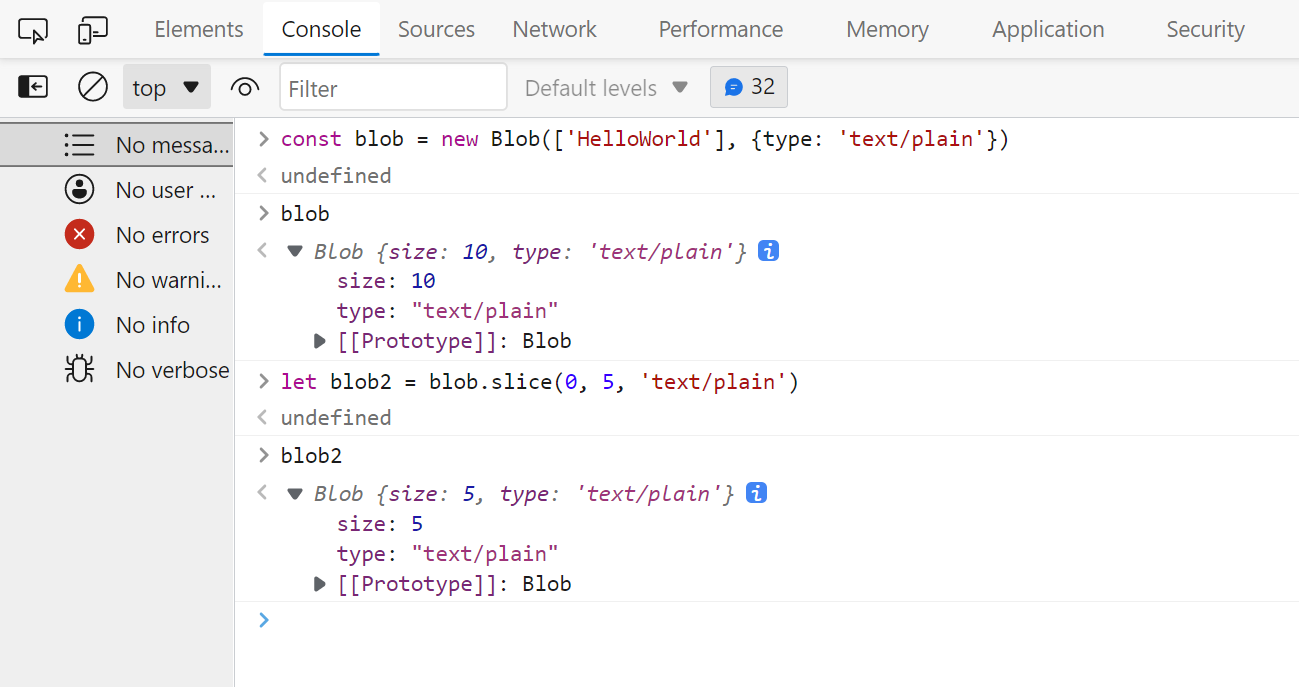 Elements Console Sources Network Performance Memory Application Security
top Filter Default levels 32
No messa...
No user ...
No errors
No warni...
No info
No verbose
> const blob = new Blob(['HelloWorld'], {type: 'text/plain'})
< undefined
> blob
< ▼ Blob {size: 10, type: 'text/plain'} i
size: 10
type: "text/plain"
▶ [[Prototype]]: Blob
> let blob2 = blob.slice(0, 5, 'text/plain')
< undefined
> blob2
< ▼ Blob {size: 5, type: 'text/plain'} i
size: 5
type: "text/plain"
▶ [[Prototype]]: Blob
>